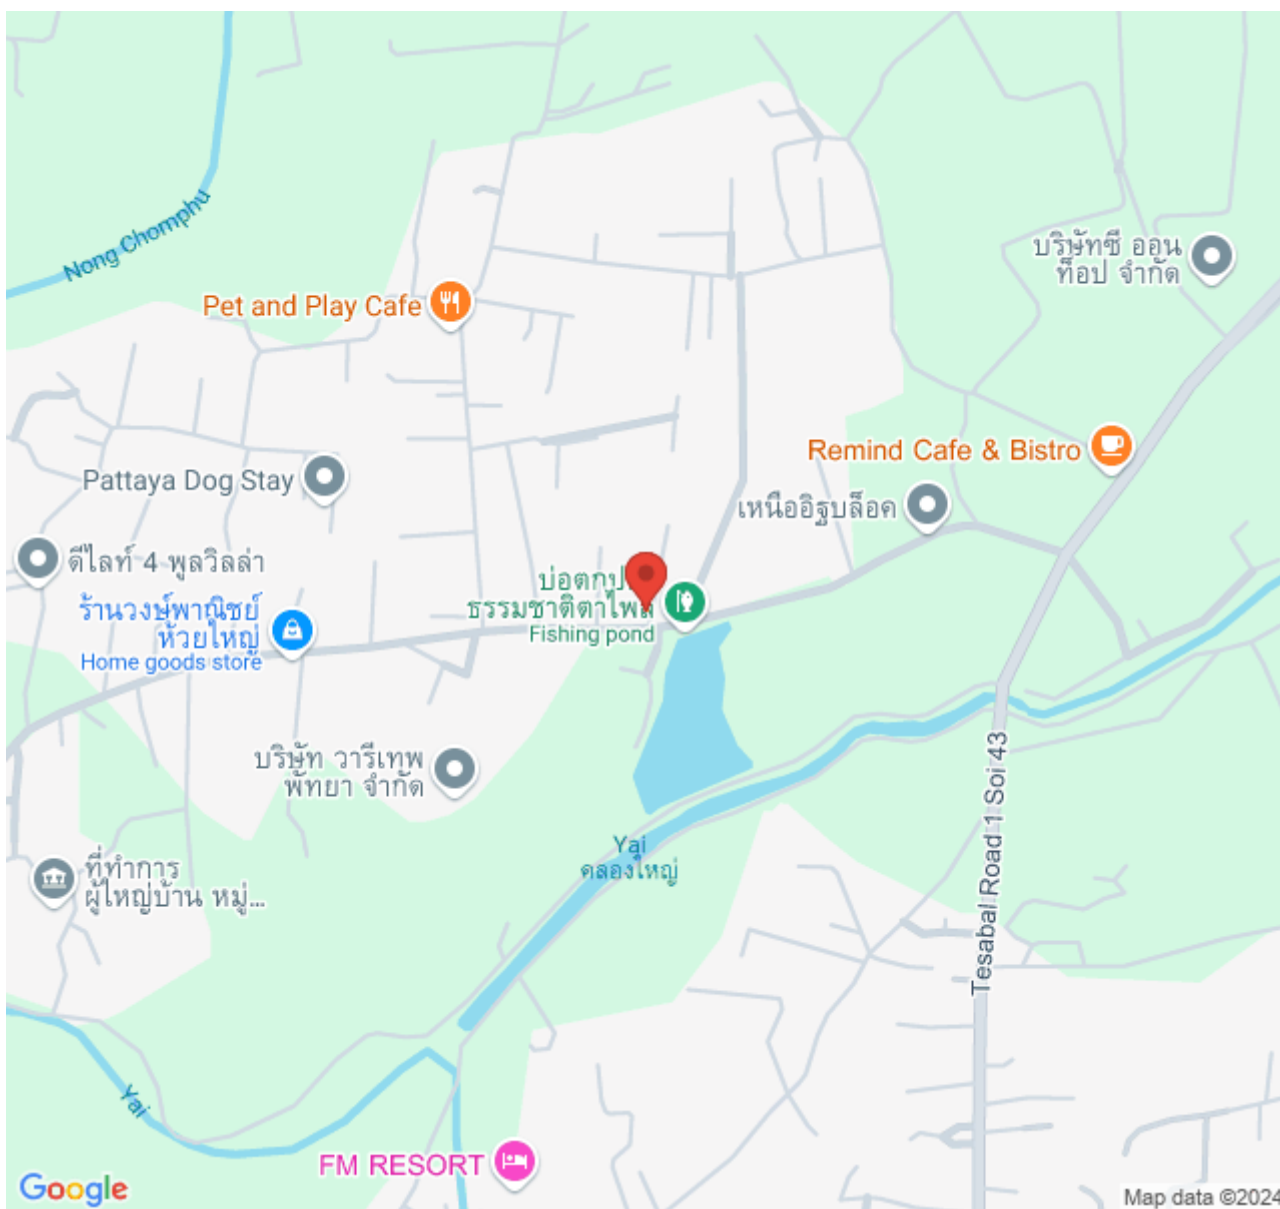 Nong Chomphu
บริษัทซี ออน
ท็อป จำกัด
Pet and Play Cafe
Remind Cafe & Bistro
Pattaya Dog Stay
เหนืออิฐบล็อค
ดีไลท์ 4 พูลวิลล่า
ร้านวงษ์พาณิชย์
ห้วยใหญ่
Home goods store
ธรรมชาติตาไพล
Fishing pond
บริษัท วารีเทพ
พัทยา จำกัด
Yai
คลองใหญ่
Tesabal Road 1 Soi 43
ที่ทำการ
ผู้ใหญ่บ้าน หมู่...
Yai
FM RESORT
Google
Map data ©2024